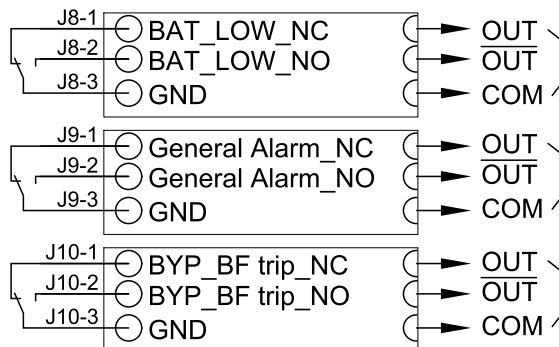 J8-1 BAT_LOW_NC OUT
J8-2 BAT_LOW_NO OUT
J8-3 GND COM
J9-1 General Alarm_NC OUT
J9-2 General Alarm_NO OUT
J9-3 GND COM
J10-1 BYP_BF trip_NC OUT
J10-2 BYP_BF trip_NO OUT
J10-3 GND COM